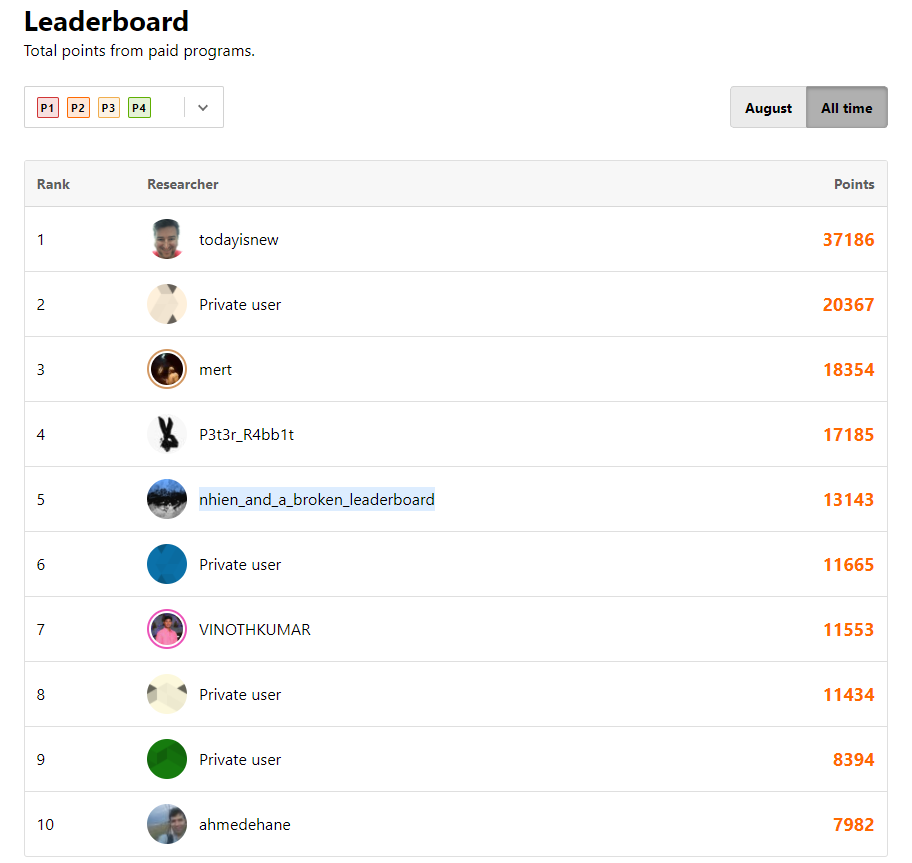 Leaderboard
Total points from paid programs.
P1 P2 P3 P4
August All time
Rank Researcher Points
1 todayisnew 37186
2 Private user 20367
3 mert 18354
4 P3t3r_R4bb1t 17185
5 nhien_and_a_broken_leaderboard 13143
6 Private user 11665
7 VINOTHKUMAR 11553
8 Private user 11434
9 Private user 8394
10 ahmedehane 7982